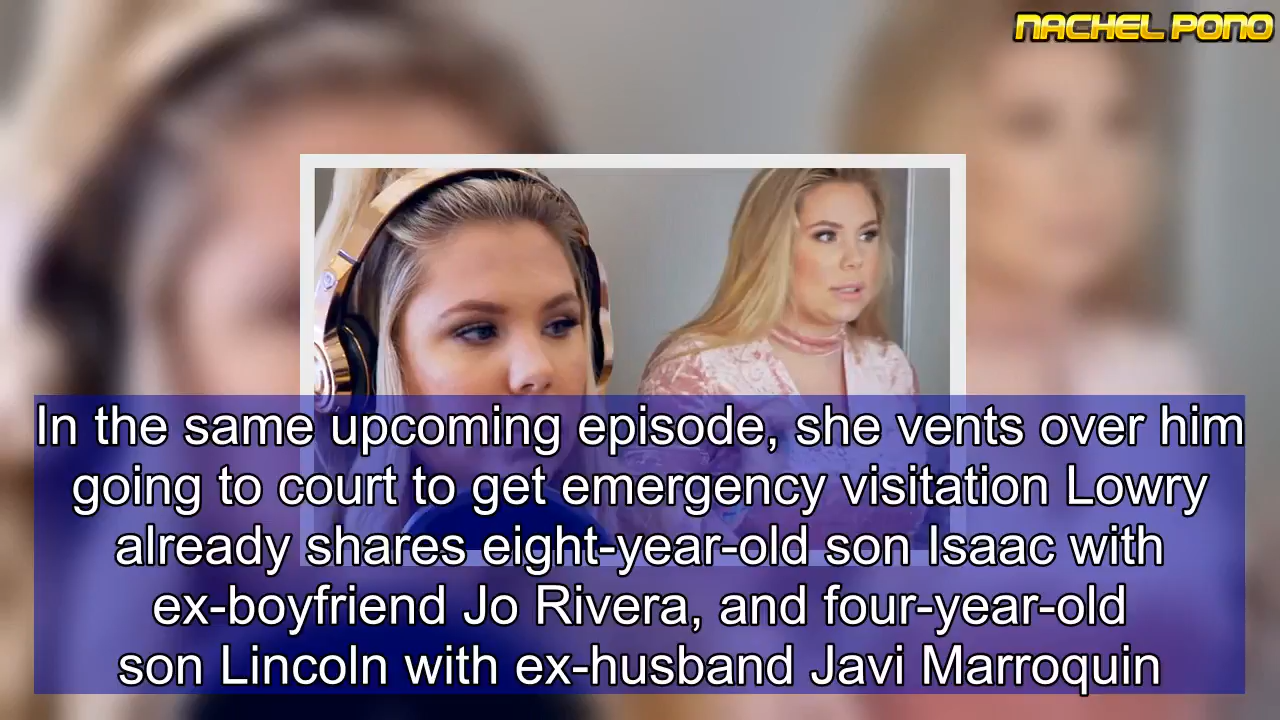 NACHEL PONO
In the same upcoming episode, she vents over him
going to court to get emergency visitation Lowry
already shares eight-year-old son Isaac with
ex-boyfriend Jo Rivera, and four-year-old
son Lincoln with ex-husband Javi Marroquin